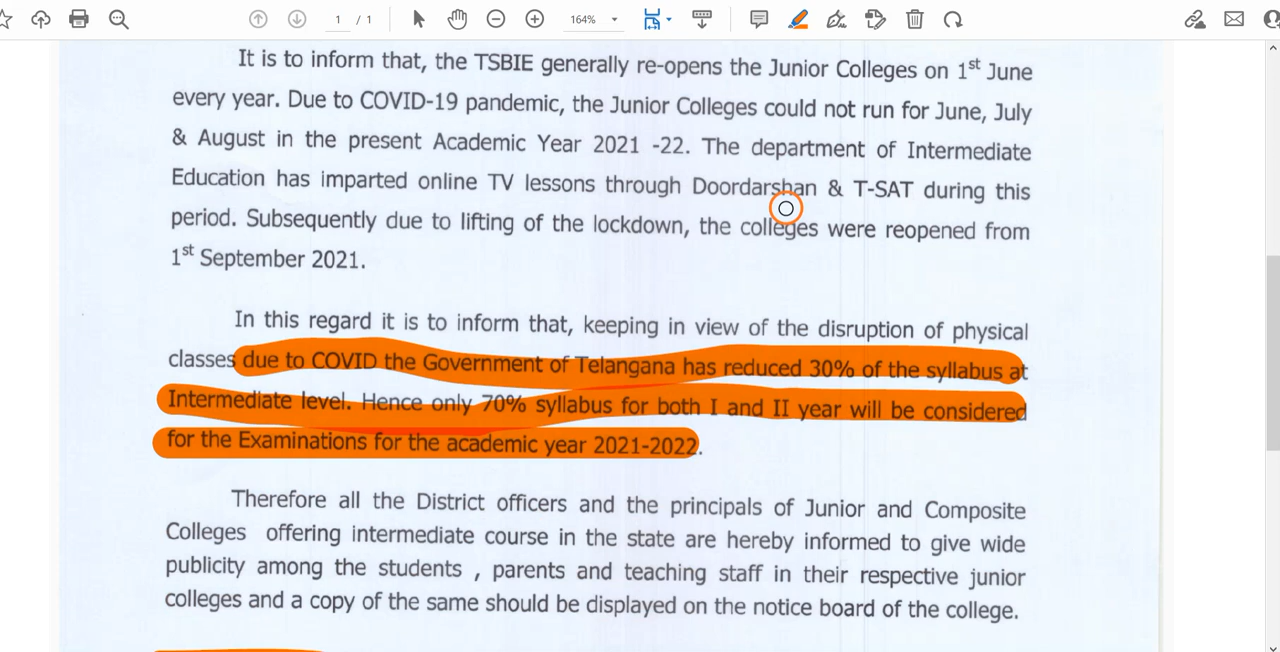 1 / 1
164%
It is to inform that, the TSBIE generally re-opens the Junior Colleges on 1st June
every year. Due to COVID-19 pandemic, the Junior Colleges could not run for June, July
& August in the present Academic Year 2021 -22. The department of Intermediate
Education has imparted online TV lessons through Doordarshan & T-SAT during this
period. Subsequently due to lifting of the lockdown, the colleges were reopened from
1st September 2021.
In this regard it is to inform that, keeping in view of the disruption of physical
classes due to COVID the Government of Telangana has reduced 30% of the syllabus at
Intermediate level. Hence only 70% syllabus for both I and II year will be considered
for the Examinations for the academic year 2021-2022.
Therefore all the District officers and the principals of Junior and Composite
Colleges offering intermediate course in the state are hereby informed to give wide
publicity among the students , parents and teaching staff in their respective junior
colleges and a copy of the same should be displayed on the notice board of the college.